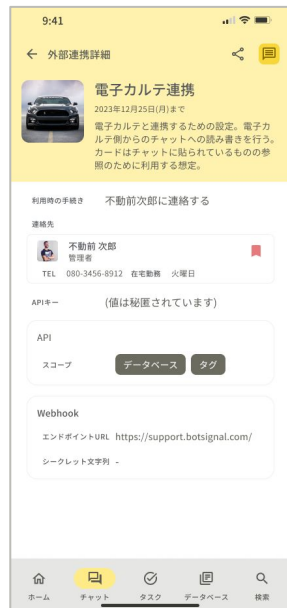 9:41
外部連携詳細
電子カルテ連携
2023年12月25日(月)まで
電子カルテと連携するための設定。電子カ
ルテ側からのチャットへの読み書きを行う。
カードはチャットに貼られているものの参
照のために利用する想定。
利用時の手続き 不動前次郎に連絡する
連絡先
不動前 次郎
管理者
TEL 080-3456-8912 在宅勤務 火曜日
APIキー (値は秘匿されています)
API
スコープ データベース タグ
Webhook
エンドポイントURL https://support.botsignal.com/
シークレット文字列 -
ホーム チャット タスク データベース 検索